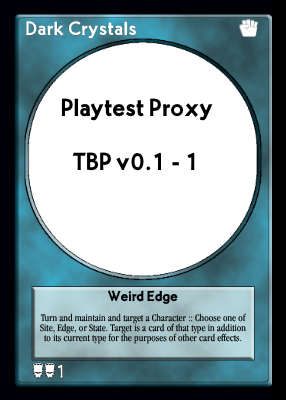 Dark Crystals
Playtest Proxy
TBP v0.1 - 1
Weird Edge
Turn and maintain and target a Character :: Choose one of
Site, Edge, or State. Target is a card of that type in addition
to its current type for the purposes of other card effects.
1